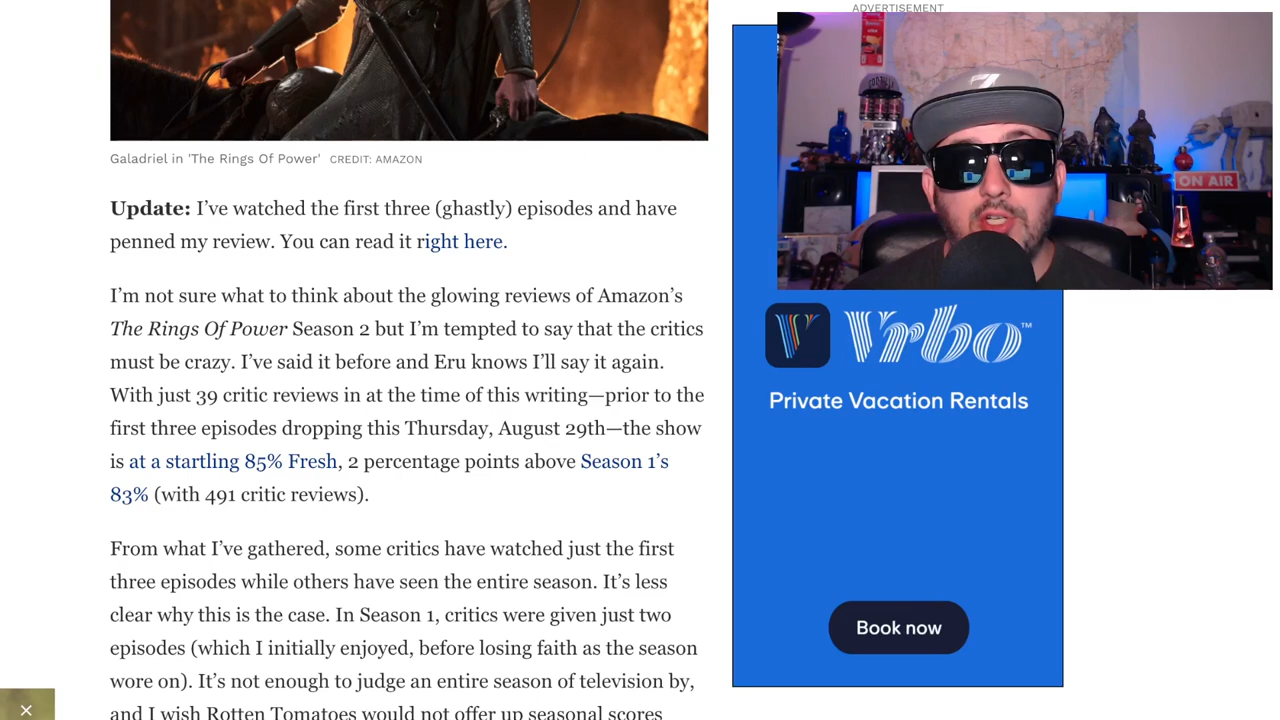 ADVERTISEMENT
ON AIR
Galadriel in 'The Rings Of Power' CREDIT: AMAZON
Update: I’ve watched the first three (ghastly) episodes and have
penned my review. You can read it right here.
I’m not sure what to think about the glowing reviews of Amazon’s
The Rings Of Power Season 2 but I’m tempted to say that the critics
must be crazy. I’ve said it before and Eru knows I’ll say it again.
With just 39 critic reviews in at the time of this writing—prior to the
first three episodes dropping this Thursday, August 29th—the show
is at a startling 85% Fresh, 2 percentage points above Season 1’s
83% (with 491 critic reviews).
From what I’ve gathered, some critics have watched just the first
three episodes while others have seen the entire season. It’s less
clear why this is the case. In Season 1, critics were given just two
episodes (which I initially enjoyed, before losing faith as the season
wore on). It’s not enough to judge an entire season of television by,
and I wish Rotten Tomatoes would not offer up seasonal scores
Vrbo™
Private Vacation Rentals
Book now